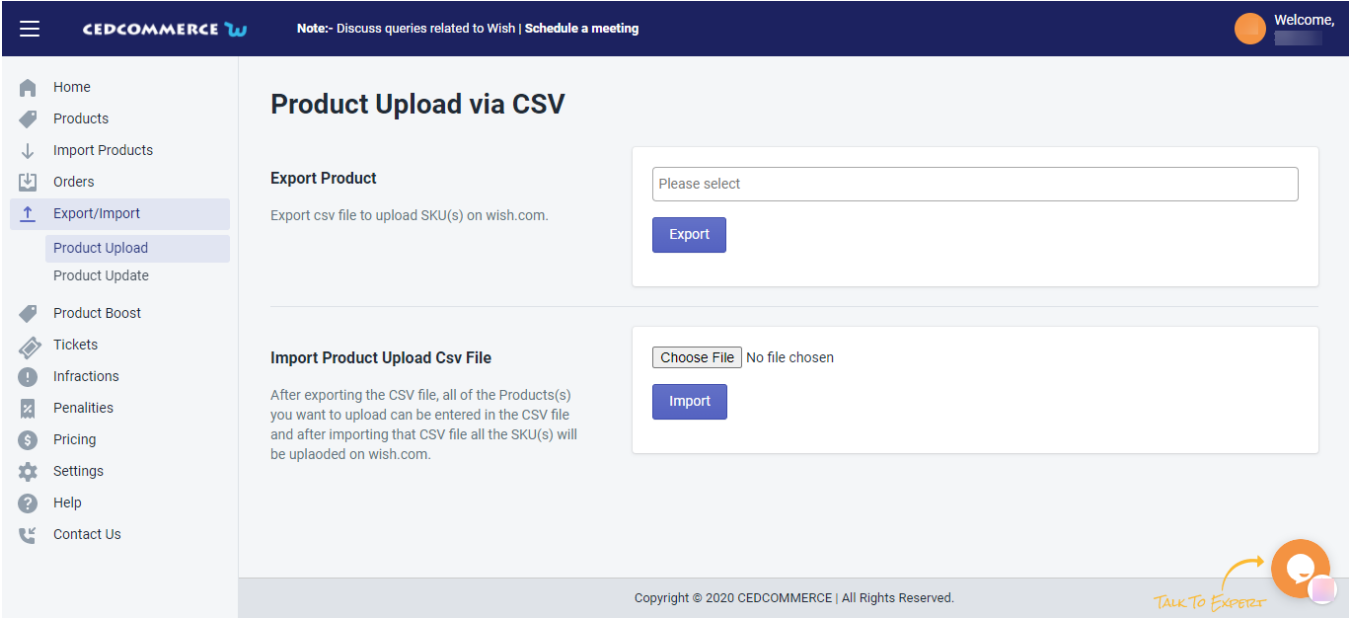 CEDCOMMERCE
Note:- Discuss queries related to Wish | Schedule a meeting
Welcome,
Home
Products
Import Products
Orders
Export/Import
Product Upload
Product Update
Product Boost
Tickets
Infractions
Penalities
Pricing
Settings
Help
Contact Us
Product Upload via CSV
Export Product
Export csv file to upload SKU(s) on wish.com.
Please select
Export
Import Product Upload Csv File
After exporting the CSV file, all of the Products(s)
you want to upload can be entered in the CSV file
and after importing that CSV file all the SKU(s) will
be uplaoded on wish.com.
Choose File No file chosen
Import
Copyright © 2020 CEDCOMMERCE | All Rights Reserved.
Talk To Expert